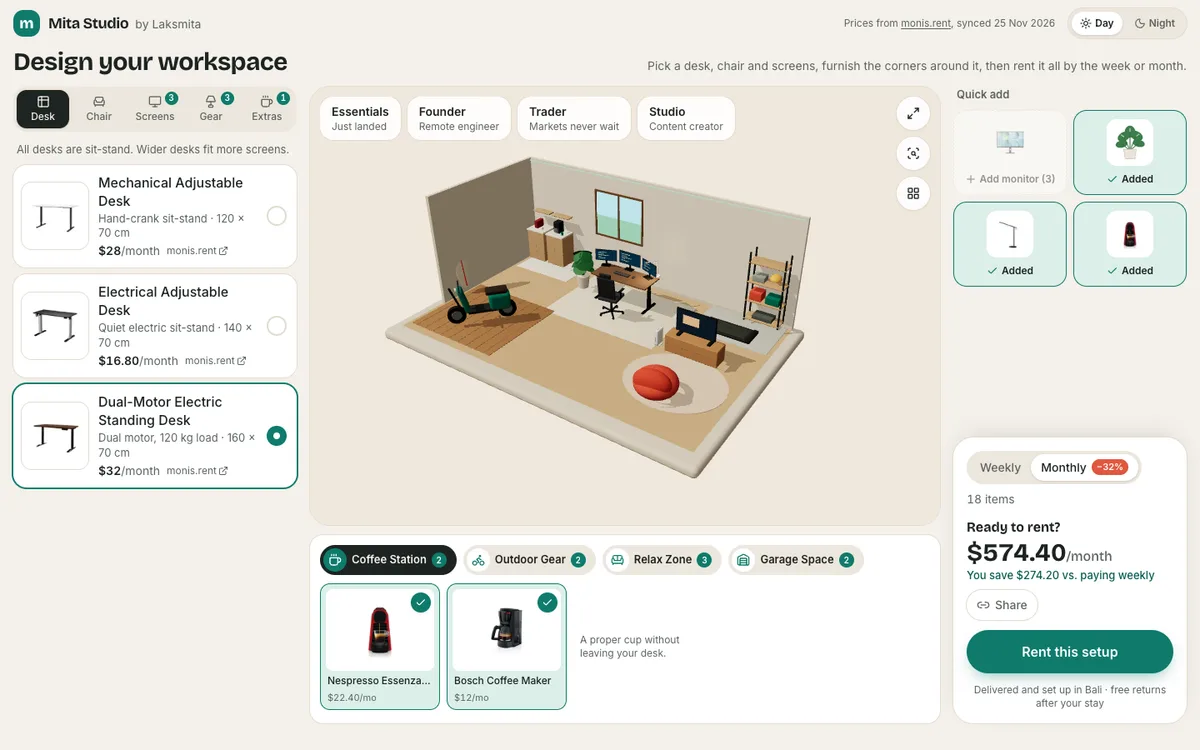 m Mita Studio by Laksmita
Prices from monis.rent, synced 25 Nov 2026
Day
Night
Design your workspace
Pick a desk, chair and screens, furnish the corners around it, then rent it all by the week or month.
Desk
Chair
Screens 3
Gear 3
Extras 1
All desks are sit-stand. Wider desks fit more screens.
Mechanical Adjustable
Desk
Hand-crank sit-stand · 120 ×
70 cm
$28/month monis.rent
Electrical Adjustable
Desk
Quiet electric sit-stand · 140 ×
70 cm
$16.80/month monis.rent
Dual-Motor Electric
Standing Desk
Dual motor, 120 kg load · 160 ×
70 cm
$32/month monis.rent
Essentials
Just landed
Founder
Remote engineer
Trader
Markets never wait
Studio
Content creator
Coffee Station 2
Outdoor Gear 2
Relax Zone 3
Garage Space 2
Nespresso Essenza...
$22.40/mo
Bosch Coffee Maker
$12/mo
A proper cup without
leaving your desk.
Quick add
+ Add monitor (3)
Added
Added
Added
Weekly
Monthly −32%
18 items
Ready to rent?
$574.40/month
You save $274.20 vs. paying weekly
Share
Rent this setup
Delivered and set up in Bali · free returns
after your stay